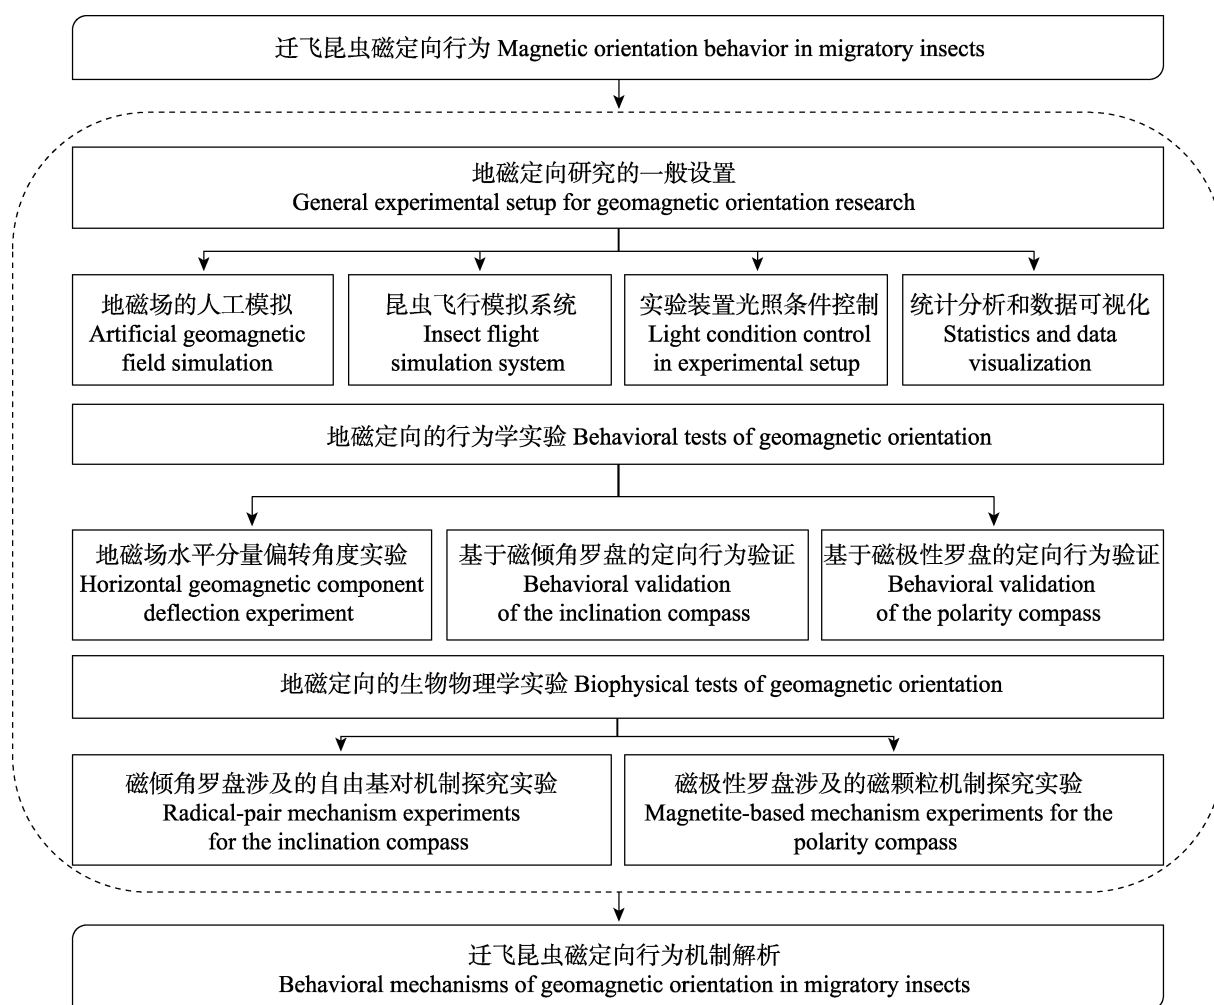 迁飞昆虫磁定向行为 Magnetic orientation behavior in migratory insects
地磁定向研究的一般设置
General experimental setup for geomagnetic orientation research
地磁场的人工模拟
Artificial geomagnetic
field simulation
昆虫飞行模拟系统
Insect flight
simulation system
实验装置光照条件控制
Light condition control
in experimental setup
统计分析和数据可视化
Statistics and data
visualization
地磁定向的行为学实验 Behavioral tests of geomagnetic orientation
地磁场水平分量偏转角度实验
Horizontal geomagnetic component
deflection experiment
基于磁倾角罗盘的定向行为验证
Behavioral validation
of the inclination compass
基于磁极性罗盘的定向行为验证
Behavioral validation
of the polarity compass
地磁定向的生物物理学实验 Biophysical tests of geomagnetic orientation
磁倾角罗盘涉及的自由基对机制探究实验
Radical-pair mechanism experiments
for the inclination compass
磁极性罗盘涉及的磁颗粒机制探究实验
Magnetite-based mechanism experiments for the
polarity compass
迁飞昆虫磁定向行为机制解析
Behavioral mechanisms of geomagnetic orientation in migratory insects